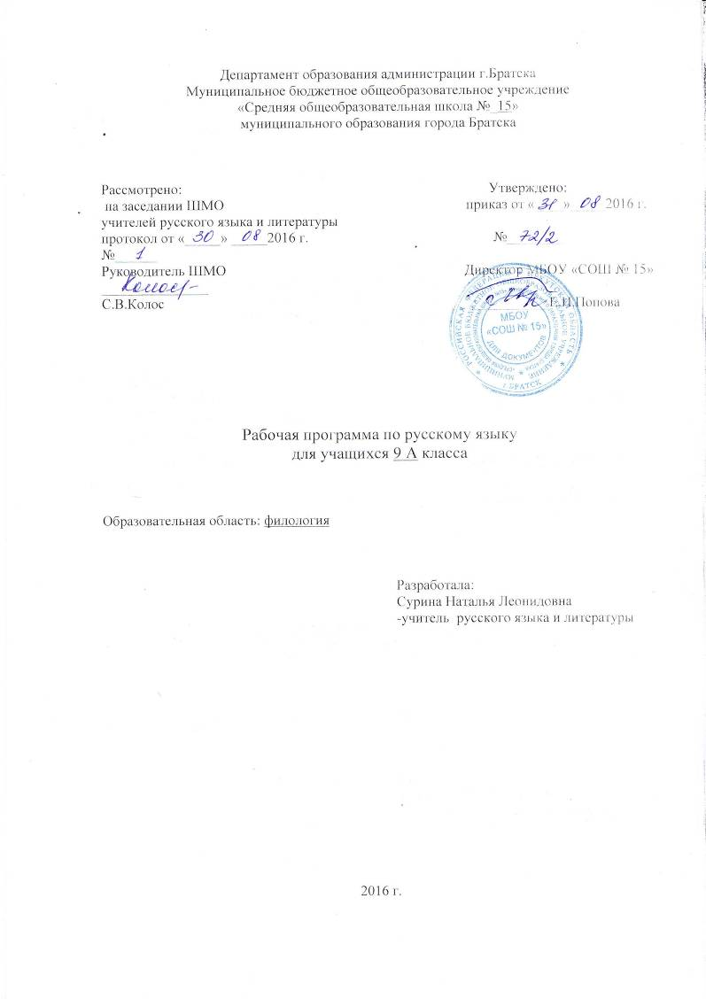 Департамент образования администрации г.Братска
Муниципальное бюджетное общеобразовательное учреждение
«Средняя общеобразовательная школа № 15»
муниципального образования города Братска
Рассмотрено:
на заседании ШМО
учителей русского языка и литературы
протокол от « 30 » 08 2016 г.
№ 1
Руководитель ШМО
Колос
С.В.Колос
Утверждено:
приказ от « 31 » 08 2016 г.
№ 72/2
Директор МБОУ «СОШ № 15»
Попова
МБОУ
«СОШ № 15»
ДЛЯ ДОКУМЕНТОВ
г.БРАТСК
Рабочая программа по русскому языку
для учащихся 9 А класса
Образовательная область: филология
Разработала:
Сурина Наталья Леонидовна
-учитель русского языка и литературы
2016 г.